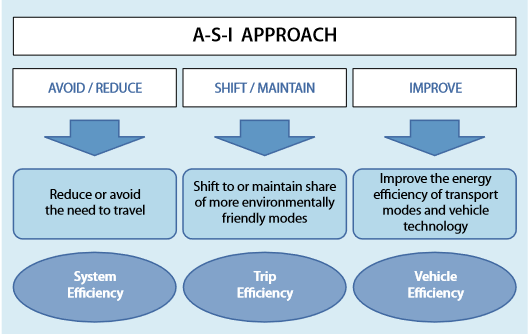 A-S-I APPROACH
AVOID / REDUCE
SHIFT / MAINTAIN
IMPROVE
Reduce or avoid
the need to travel
Shift to or maintain share
of more environmentally
friendly modes
Improve the energy
efficiency of transport
modes and vehicle
technology
System
Efficiency
Trip
Efficiency
Vehicle
Efficiency